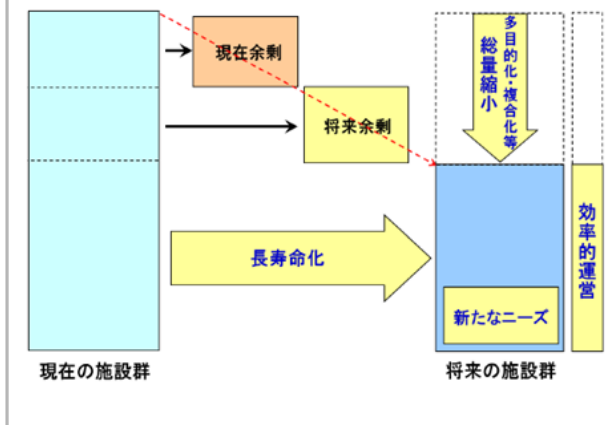 現在余剰
将来余剰
多目的化・複合化等
総量縮小
長寿命化
効率的運営
新たなニーズ
現在の施設群
将来の施設群